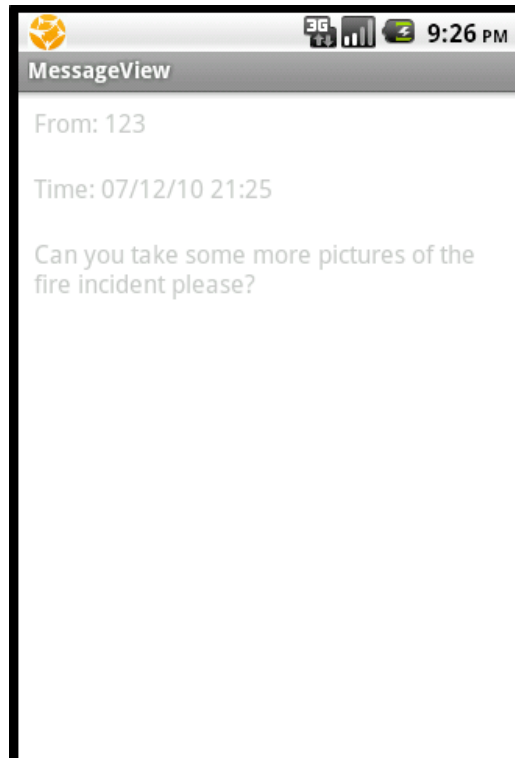 3G 9:26 PM
MessageView
From: 123
Time: 07/12/10 21:25
Can you take some more pictures of the
fire incident please?